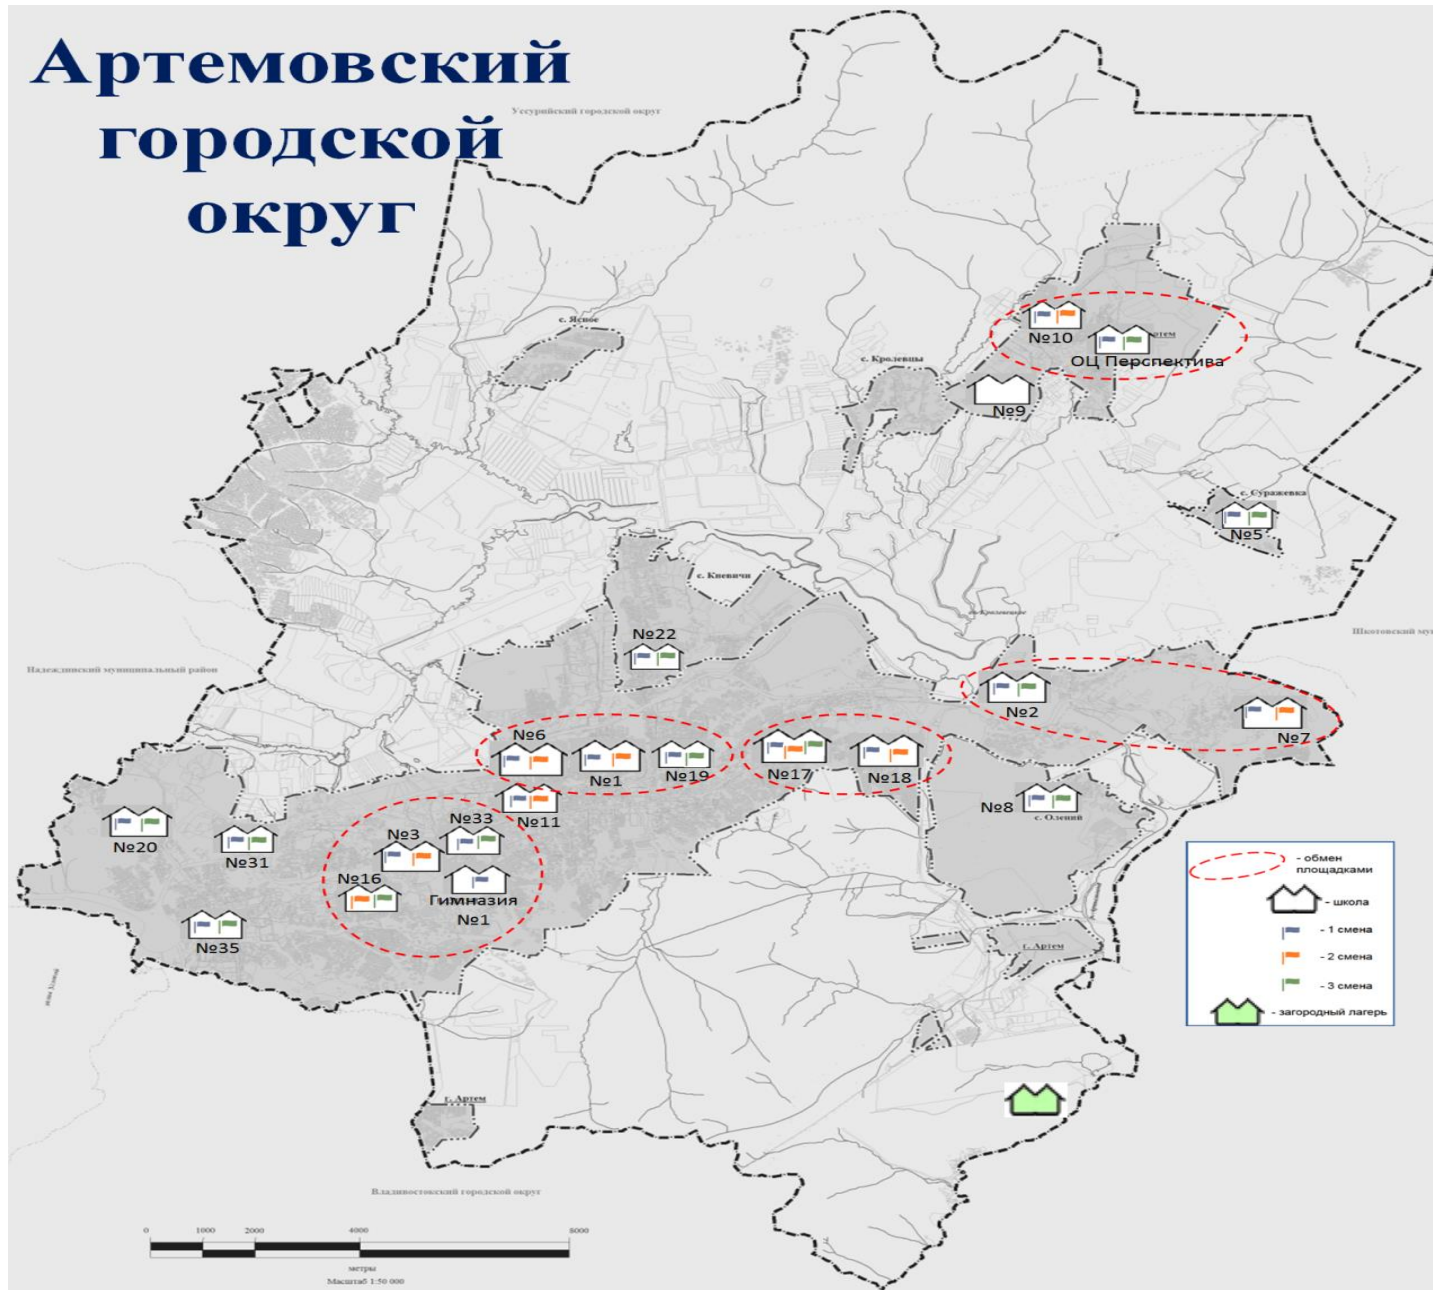 Артемовский
городской
округ
Уссурийский городской округ
с. Ясное
с. Кролевцы
№10
ОЦ Перспектива
№9
с. Суражевка
№5
с. Кневичи
№22
Надеждинский муниципальный район
Шкотовский му
№2
№7
№6
№1
№19
№17
№18
№11
№8
с. Олений
№20
№31
№3
№33
№16
Гимназия
№1
№35
- обмен
площадками
- школа
- 1 смена
- 2 смена
- 3 смена
- загородный лагерь
г. Артем
г. Артем
Владивостокский городской округ
0 1000 2000 4000 8000
метры
Масштаб 1:50 000